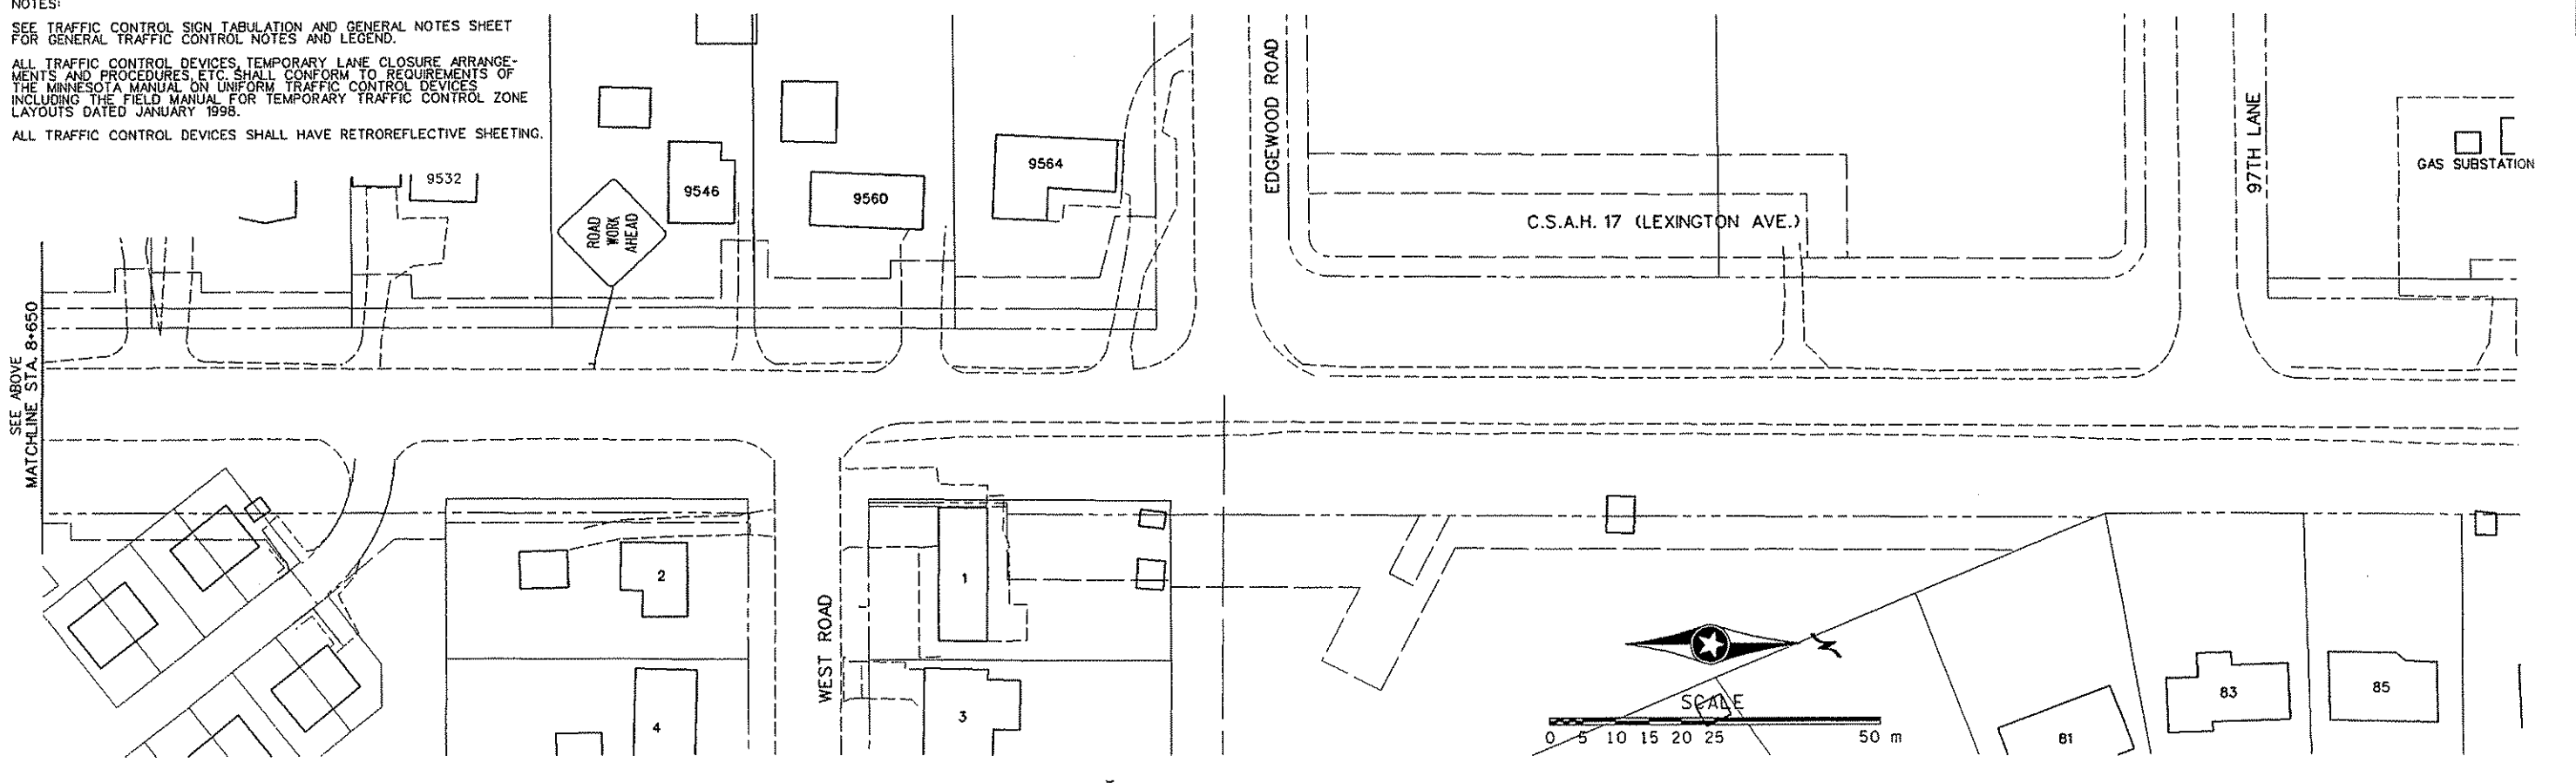 NOTES:
SEE TRAFFIC CONTROL SIGN TABULATION AND GENERAL NOTES SHEET
FOR GENERAL TRAFFIC CONTROL NOTES AND LEGEND.
ALL TRAFFIC CONTROL DEVICES, TEMPORARY LANE CLOSURE ARRANGE-
MENTS AND PROCEDURES, ETC. SHALL CONFORM TO REQUIREMENTS OF
THE MINNESOTA MANUAL ON UNIFORM TRAFFIC CONTROL DEVICES
INCLUDING THE FIELD MANUAL FOR TEMPORARY TRAFFIC CONTROL ZONE
LAYOUTS DATED JANUARY 1998.
ALL TRAFFIC CONTROL DEVICES SHALL HAVE RETROREFLECTIVE SHEETING.
9532
ROAD
WORK
AHEAD
9546
9560
9564
EDGEWOOD ROAD
C.S.A.H. 17 (LEXINGTON AVE.)
97TH LANE
GAS SUBSTATION
SEE ABOVE
MATCHLINE STA. 8+650
2
4
WEST ROAD
1
3
N
SCALE
0 5 10 15 20 25 50 m
81
83
85